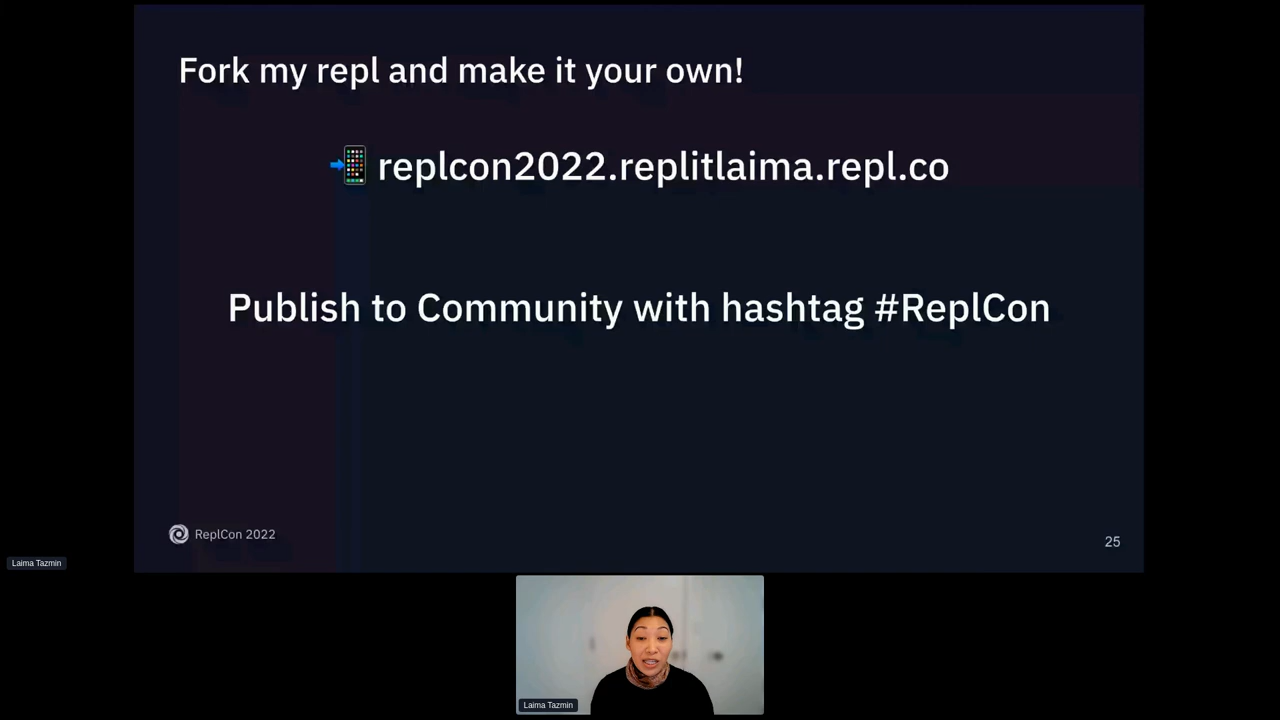 Fork my repl and make it your own!
📲 replcon2022.replitlaima.repl.co
Publish to Community with hashtag #ReplCon
ReplCon 2022
25
Laima Tazmin
Laima Tazmin